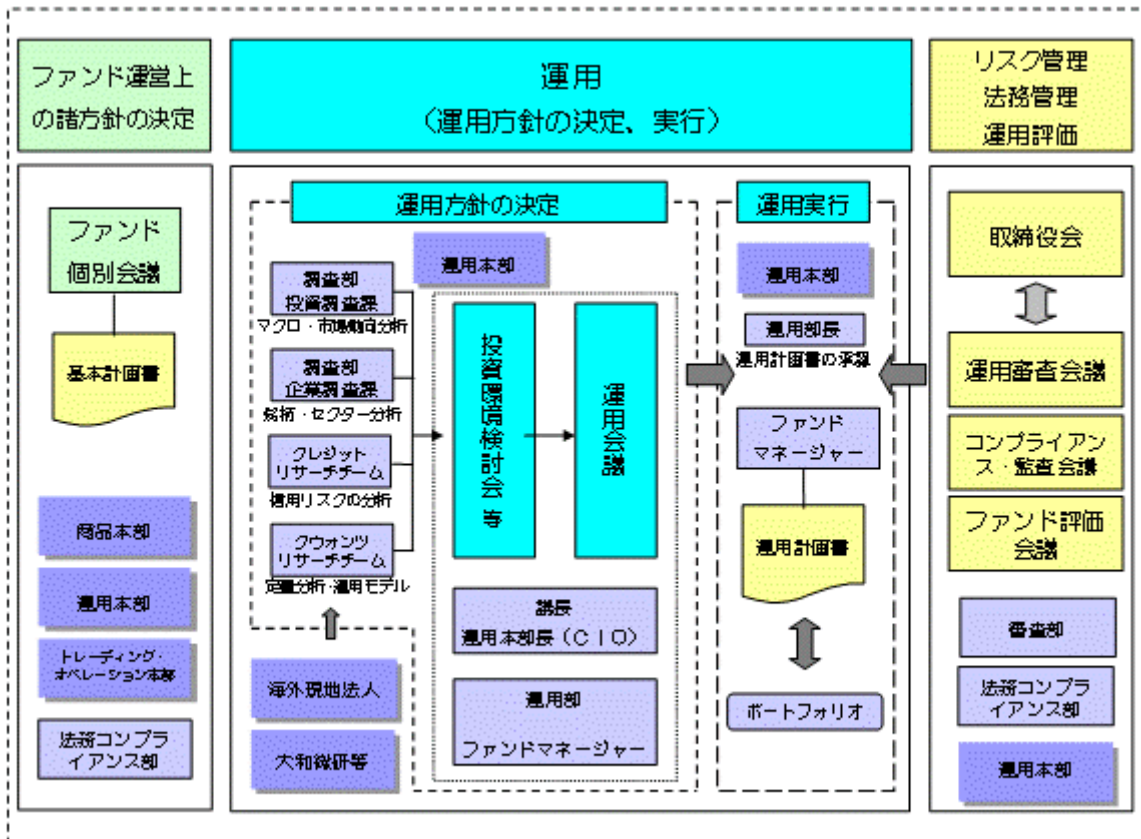 ファンド運営上
の諸方針の決定
運用
（運用方針の決定、実行）
リスク管理
法務管理
運用評価
ファンド
個別会議
基本計画書
商品本部
運用本部
トレーディング・
オペレーション本部
法務コンプラ
イアンス部
運用方針の決定
運用本部
調査部
投資調査課
マクロ・市場動向分析
調査部
企業調査課
銘柄・セクター分析
クレジット
リサーチチーム
信用リスクの分析
クウォンツ
リサーチチーム
定量分析・運用モデル
海外現地法人
大和総研等
投資環境検討会 等
運用会議
議長
運用本部長（ＣＩＯ）
運用部
ファンドマネージャー
運用実行
運用本部
運用部長
運用計画書の承認
ファンド
マネージャー
運用計画書
ポートフォリオ
取締役会
運用審査会議
コンプライアン
ス・監査会議
ファンド評価
会議
審査部
法務コンプラ
イアンス部
運用本部